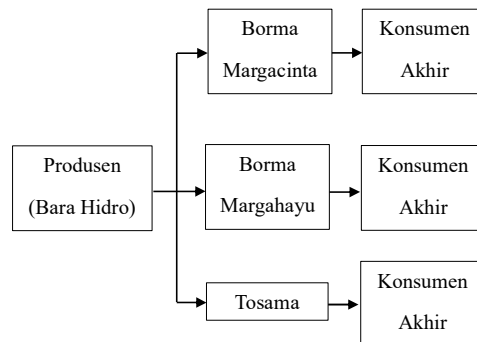 Borma
Margacinta
Konsumen
Akhir
Produsen
(Bara Hidro)
Borma
Margahayu
Konsumen
Akhir
Tosama
Konsumen
Akhir